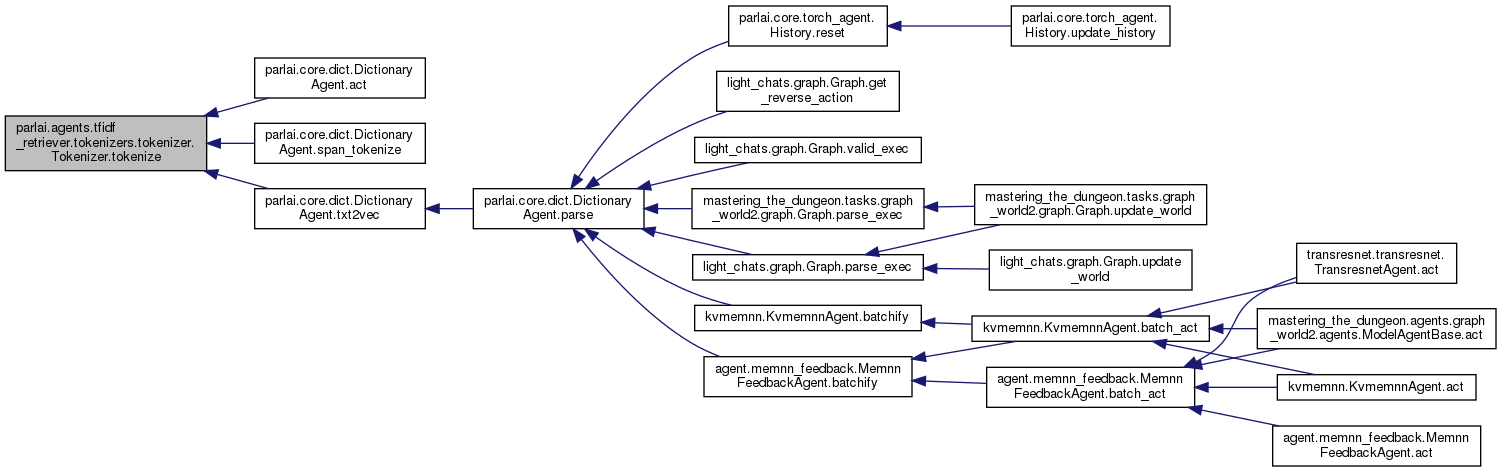 parlai.agents.tfidf
_retriever.tokenizers.tokenizer.
Tokenizer.tokenize
parlai.core.dict.Dictionary
Agent.act
parlai.core.dict.Dictionary
Agent.span_tokenize
parlai.core.dict.Dictionary
Agent.txt2vec
parlai.core.dict.Dictionary
Agent.parse
parlai.core.torch_agent.
History.reset
parlai.core.torch_agent.
History.update_history
light_chats.graph.Graph.get
_reverse_action
light_chats.graph.Graph.valid_exec
mastering_the_dungeon.tasks.graph
_world2.graph.Graph.parse_exec
mastering_the_dungeon.tasks.graph
_world2.graph.Graph.update_world
light_chats.graph.Graph.parse_exec
light_chats.graph.Graph.update
_world
kvmemnn.KvmemnnAgent.batchify
kvmemnn.KvmemnnAgent.batch_act
agent.memnn_feedback.Memnn
FeedbackAgent.batchify
agent.memnn_feedback.Memnn
FeedbackAgent.batch_act
transresnet.transresnet.
TransresnetAgent.act
mastering_the_dungeon.agents.graph
_world2.agents.ModelAgentBase.act
kvmemnn.KvmemnnAgent.act
agent.memnn_feedback.Memnn
FeedbackAgent.act